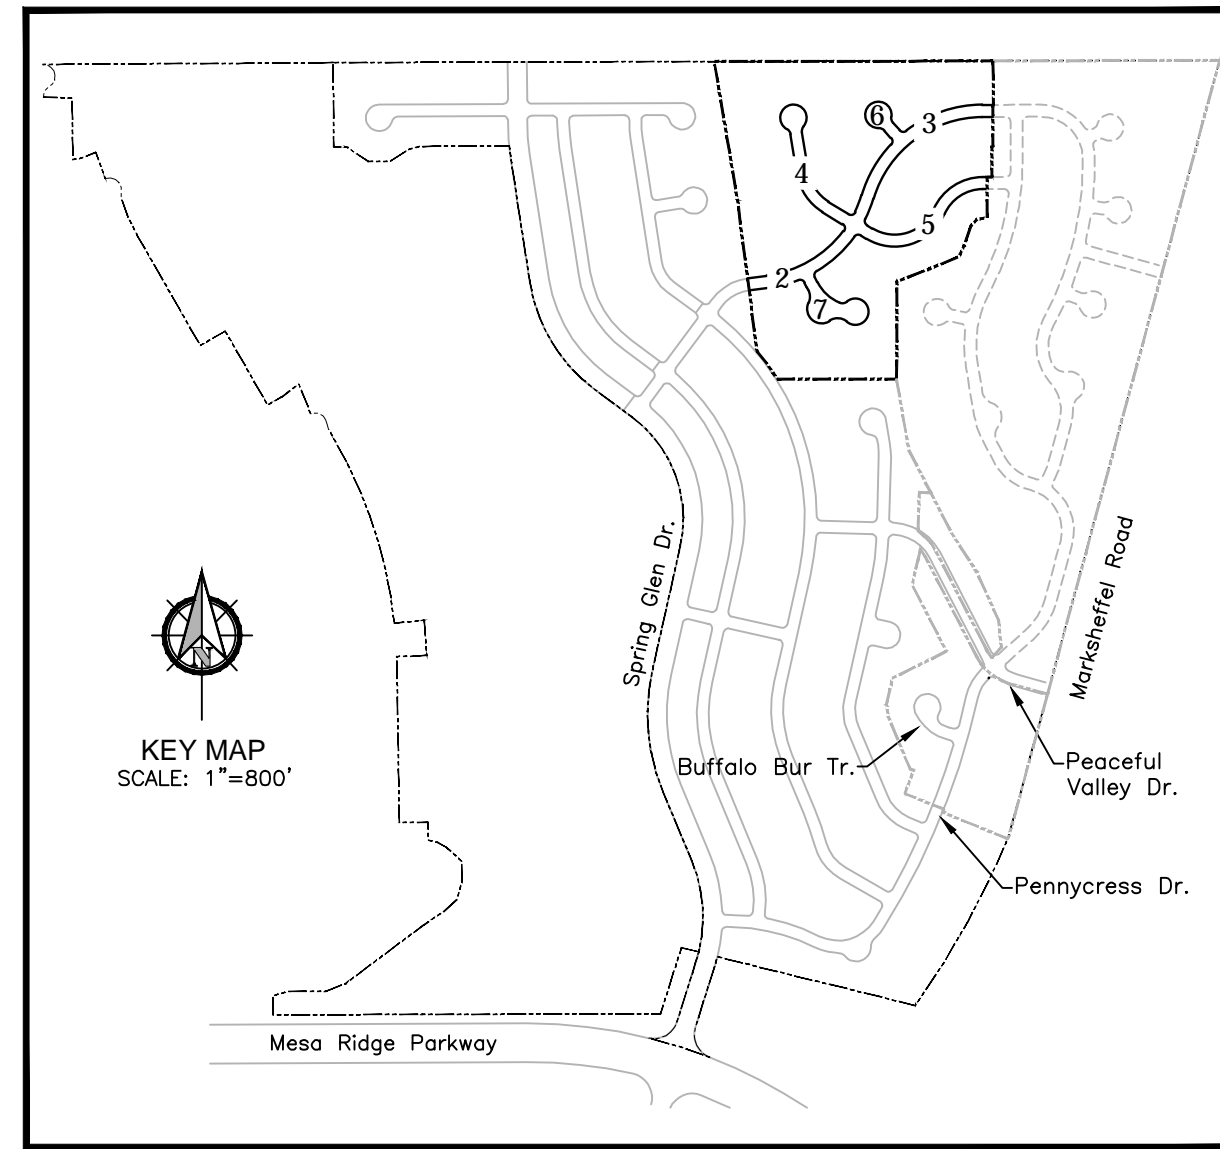 6
3
4
5
2
7
Spring Glen Dr.
Marksheffel Road
N
KEY MAP
SCALE: 1"=800'
Buffalo Bur Tr.
Peaceful
Valley Dr.
Pennycress Dr.
Mesa Ridge Parkway